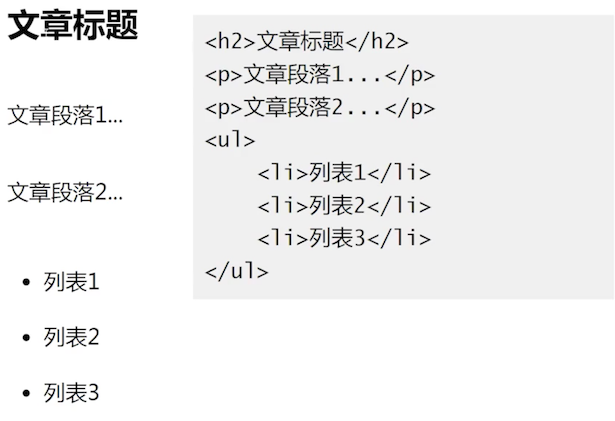 文章标题
文章段落1...
文章段落2...
• 列表1
• 列表2
• 列表3
<h2>文章标题</h2>
<p>文章段落1...</p>
<p>文章段落2...</p>
<ul>
    <li>列表1</li>
    <li>列表2</li>
    <li>列表3</li>
</ul>